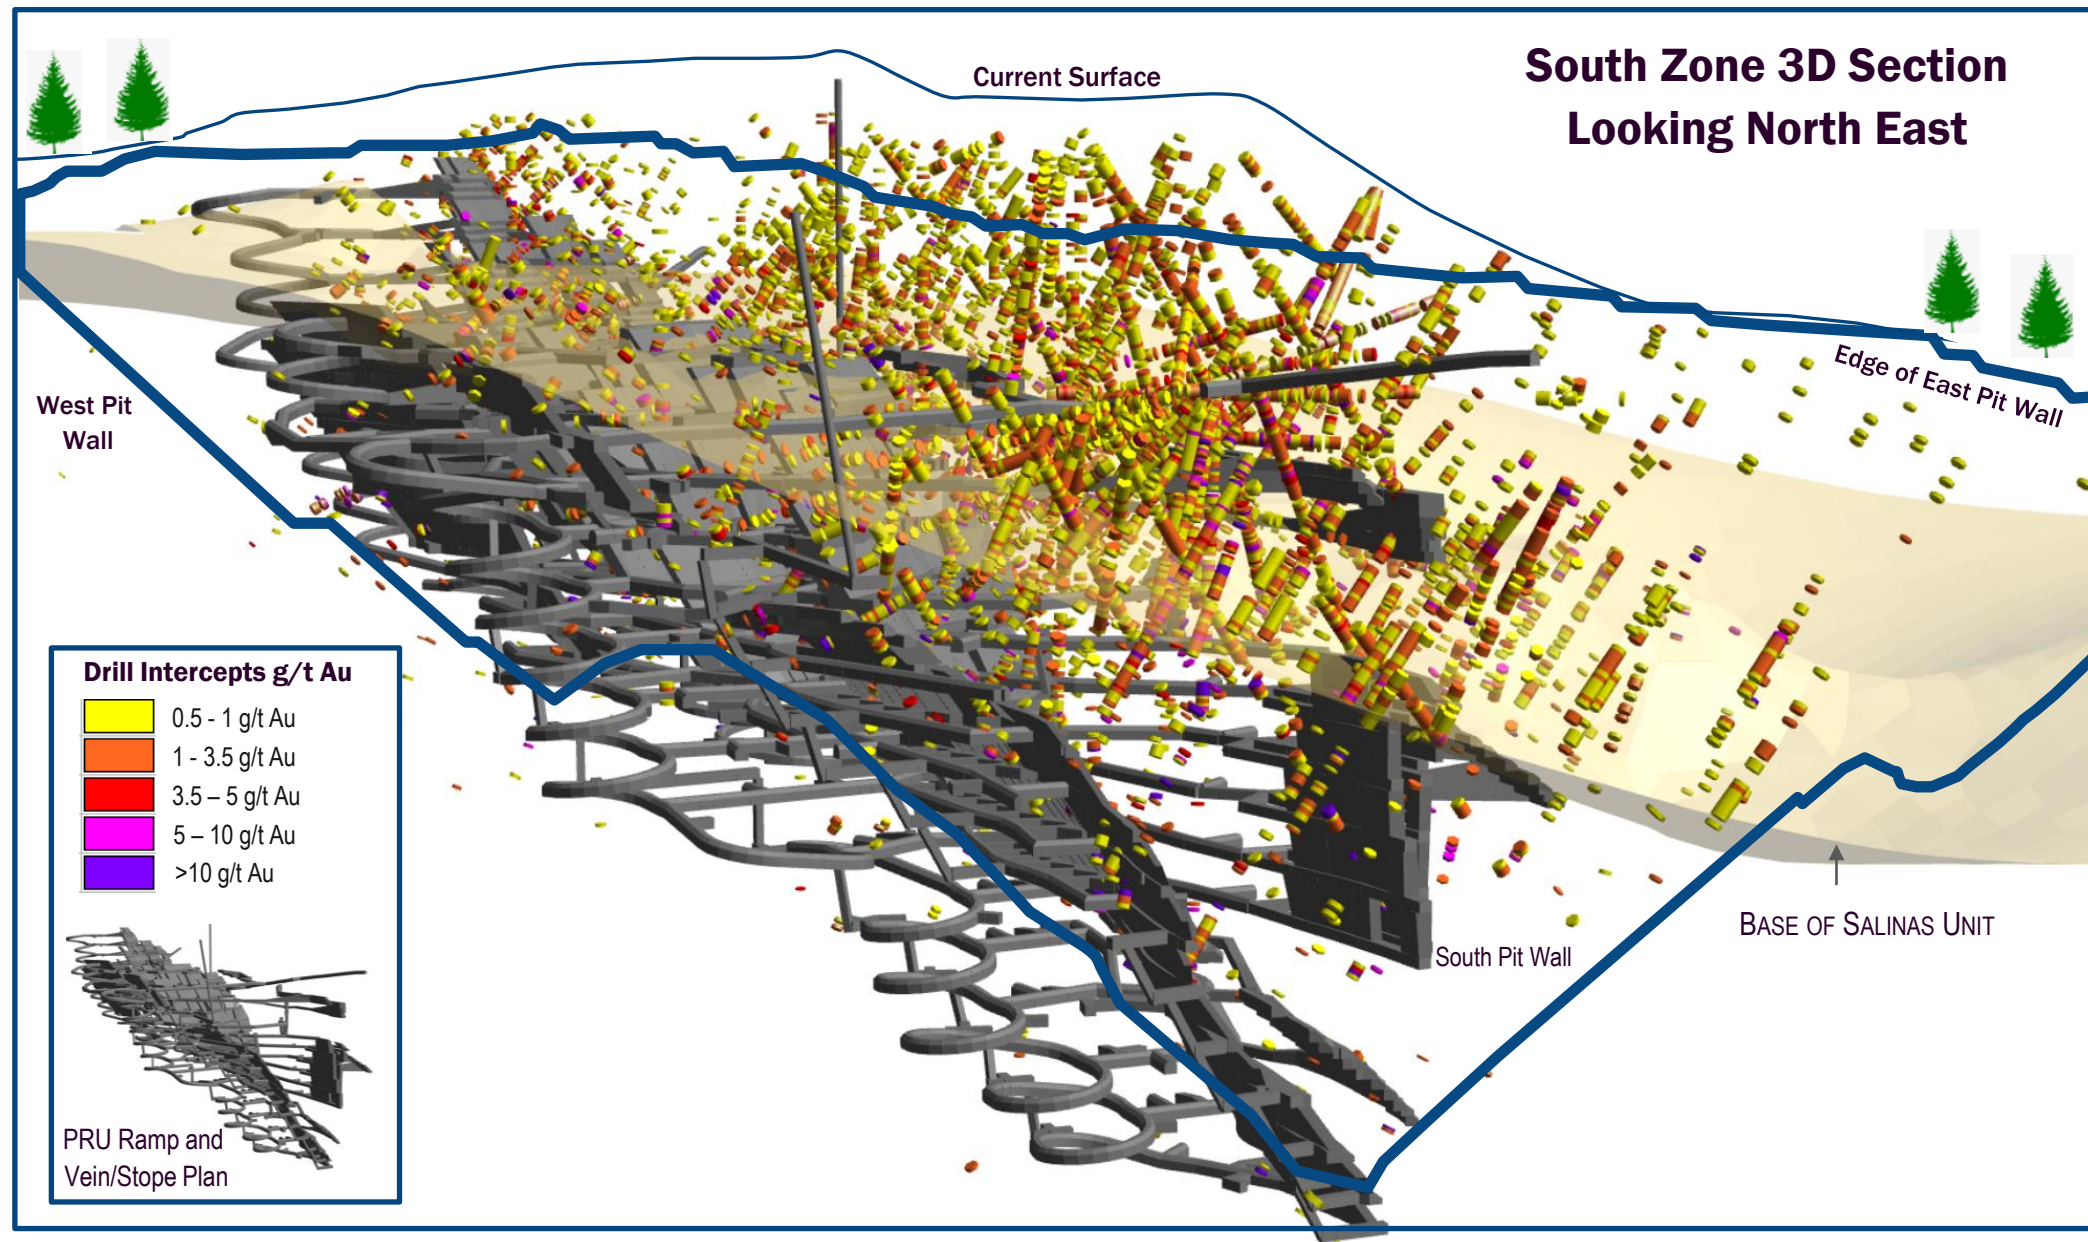 South Zone 3D Section
Looking North East
Current Surface
Edge of East Pit Wall
West Pit
Wall
Drill Intercepts g/t Au
0.5 - 1 g/t Au
1 - 3.5 g/t Au
3.5 – 5 g/t Au
5 – 10 g/t Au
>10 g/t Au
PRU Ramp and
Vein/Stope Plan
South Pit Wall
BASE OF SALINAS UNIT